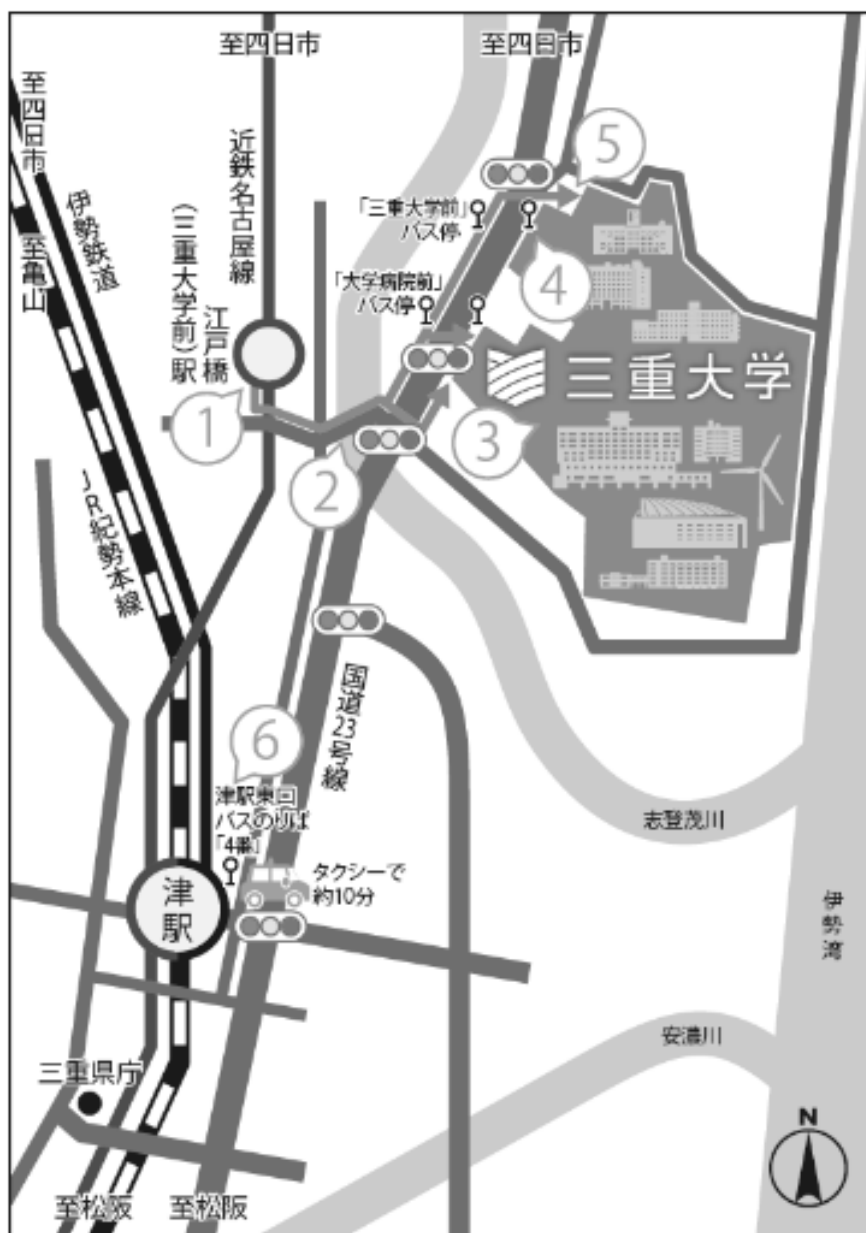 至四日市
至四日市
至四日市
伊勢鉄道
至亀山
近鉄名古屋線
江戸橋
(三重大学前)駅
「三重大学前」
バス停
「大学病院前」
バス停
5
4
三重大学
1
2
3
JR紀勢本線
国道23号線
6
津駅東口
バスのりば
「4番」
タクシーで
約10分
津
駅
志登茂川
伊勢湾
安濃川
三重県庁
至松阪
至松阪
N